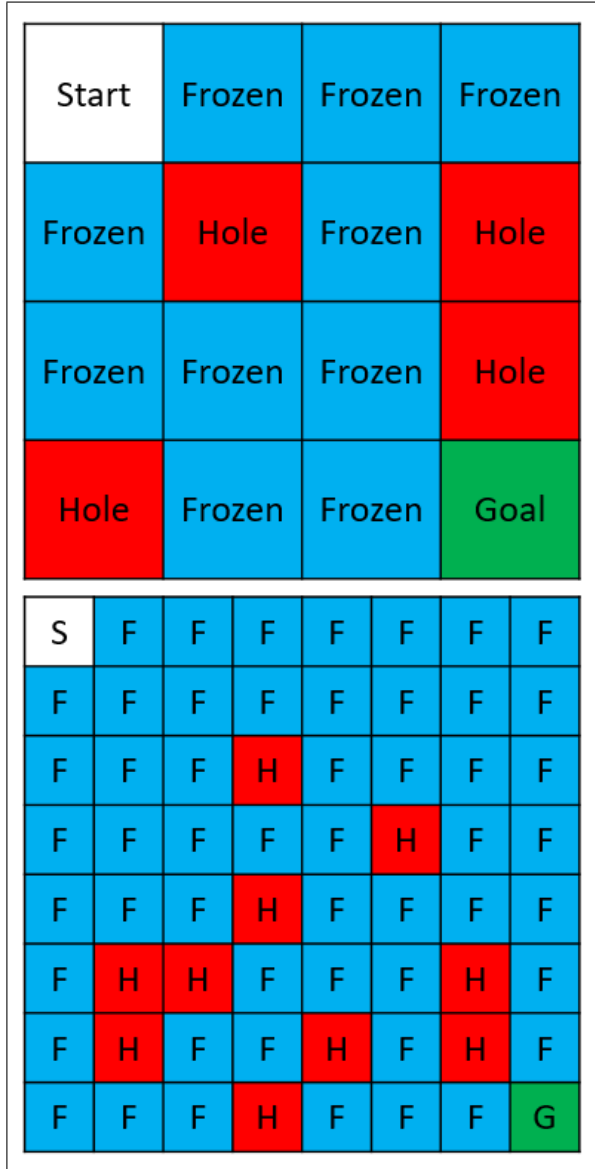 Start Frozen Frozen Frozen
Frozen Hole Frozen Hole
Frozen Frozen Frozen Hole
Hole Frozen Frozen Goal
S F F F F F F F
F F F F F F F F
F F F H F F F F
F F F F F H F F
F F F H F F F F
F H H F F F H F
F H F F H F H F
F F F H F F F G